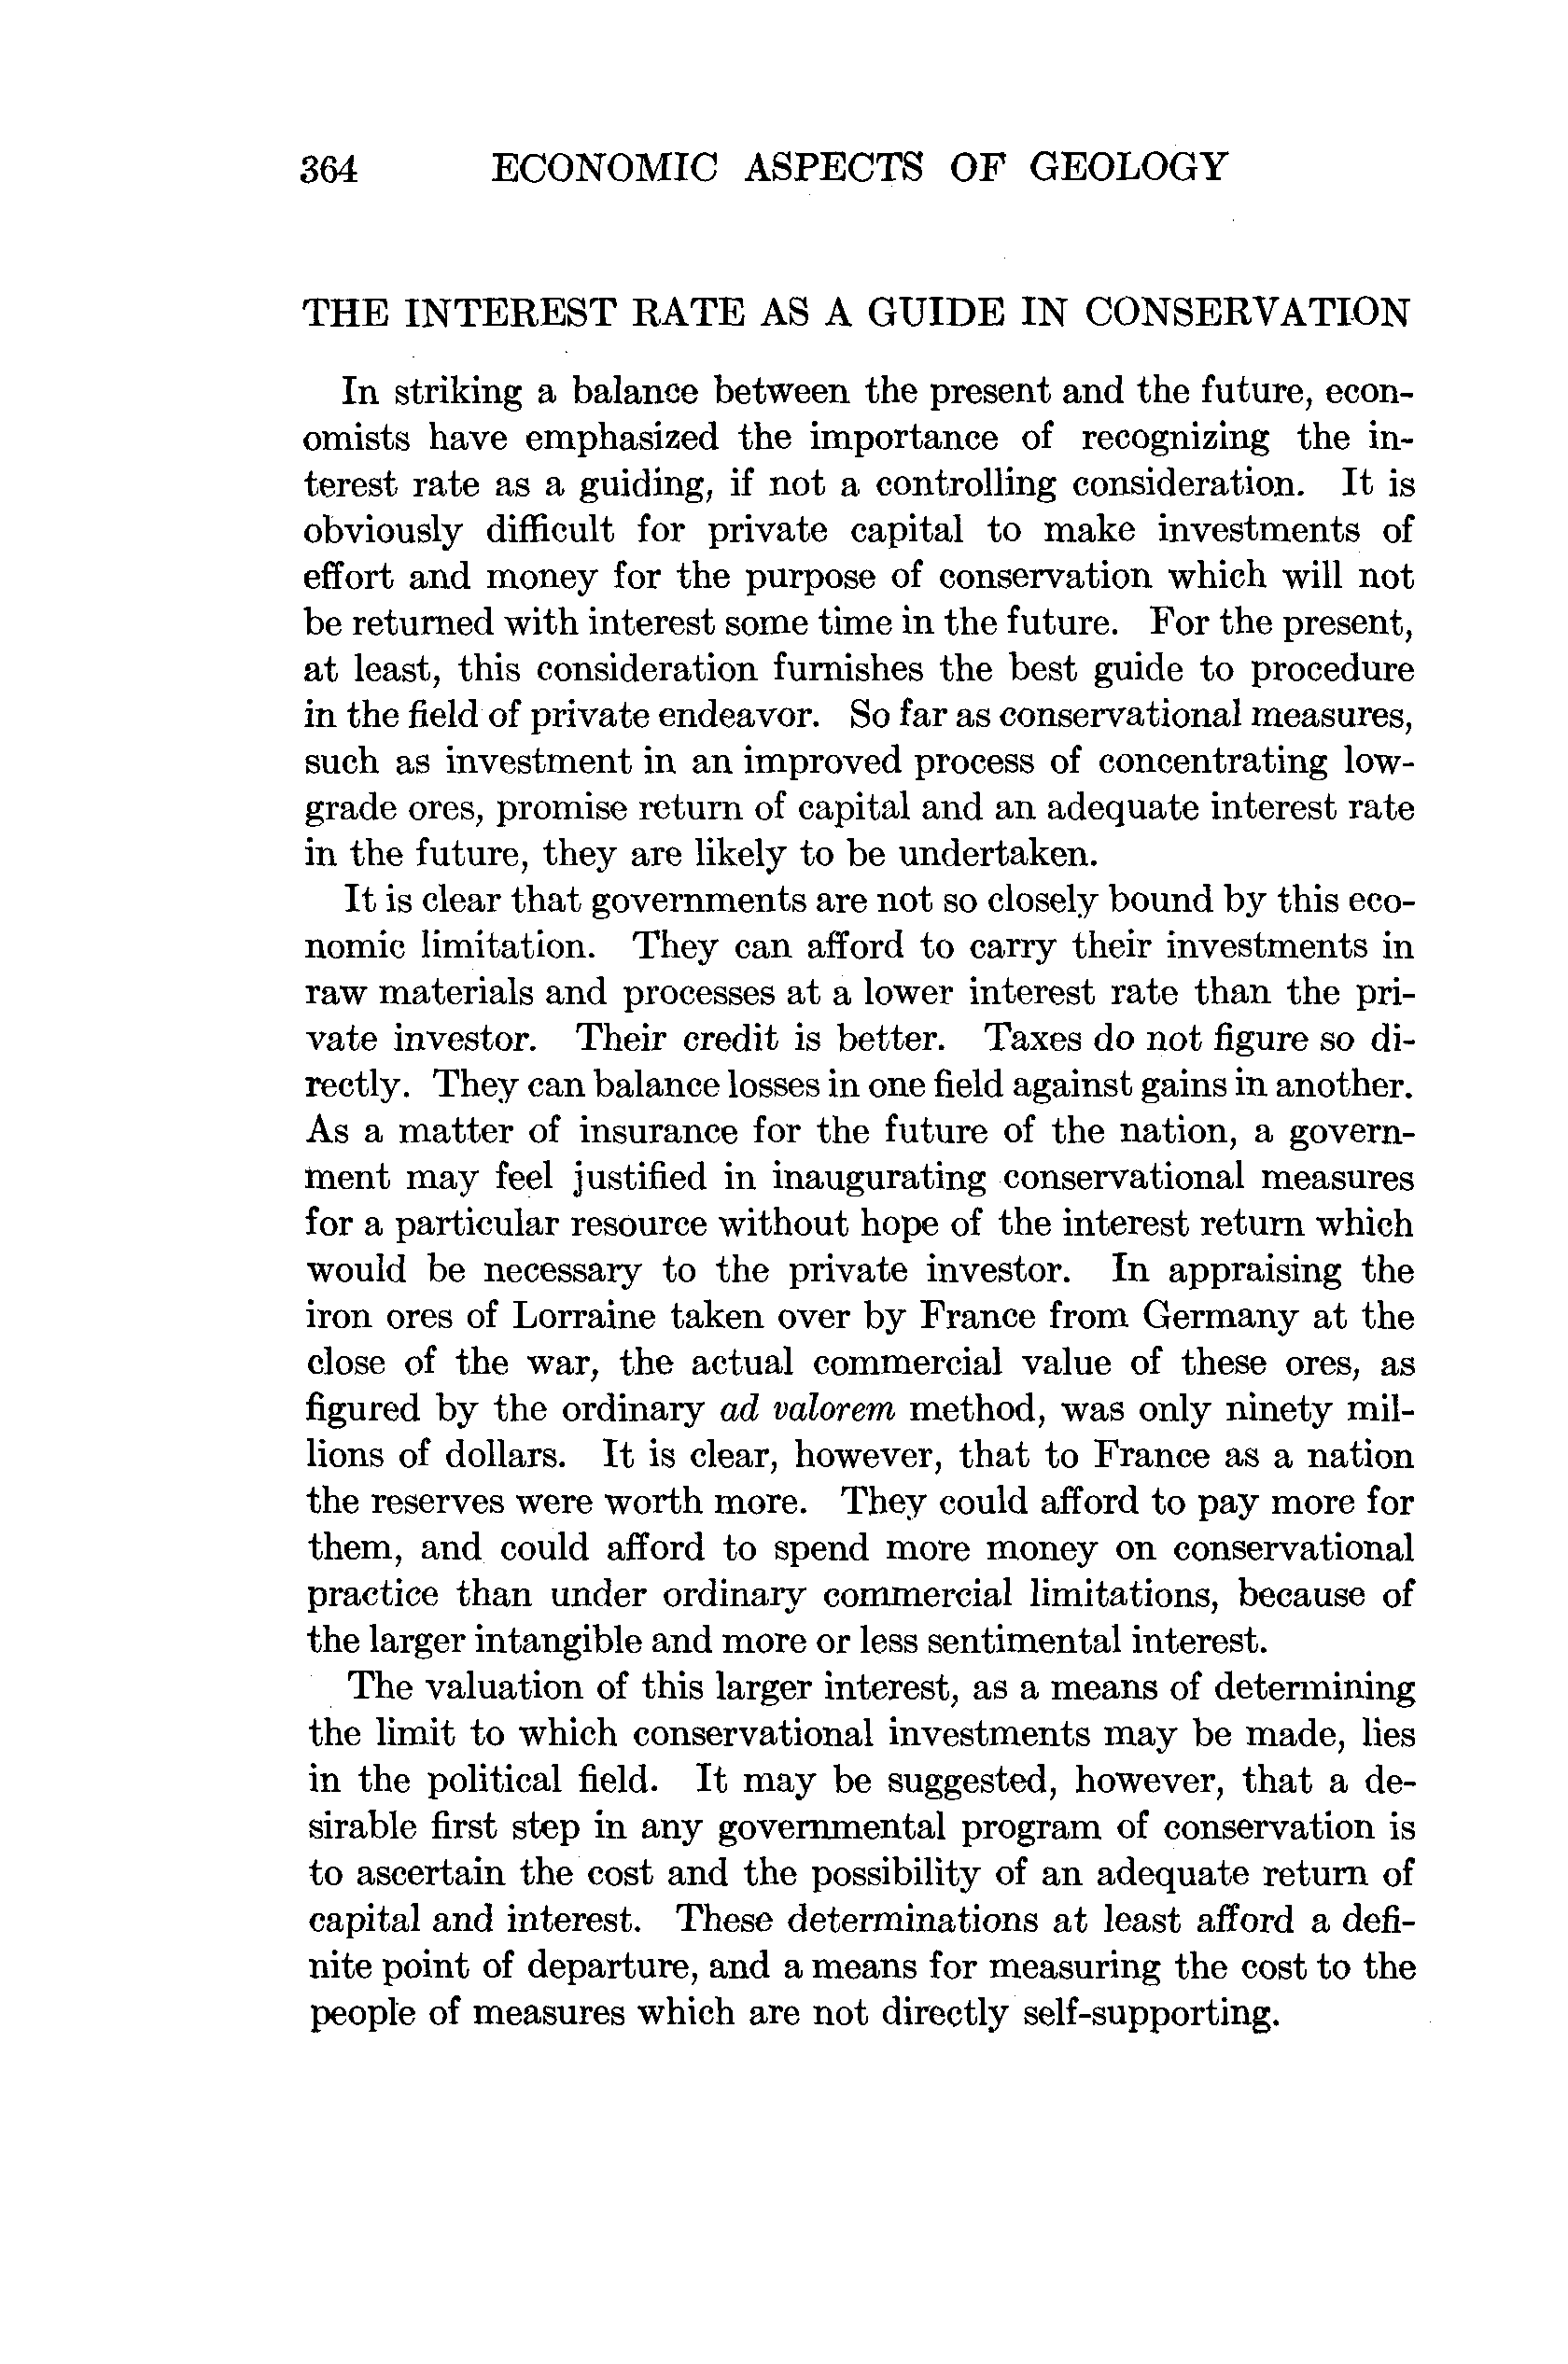 364 ECONOMIC ASPECTS OF GEOLOGY
THE INTEREST RATE AS A GUIDE IN CONSERVATION
In striking a balance between the present and the future, econ-
omists have emphasized the importance of recognizing the in-
terest rate as a guiding, if not a controlling consideration. It is
obviously difficult for private capital to make investments of
effort and money for the purpose of conservation which will not
be returned with interest some time in the future. For the present,
at least, this consideration furnishes the best guide to procedure
in the field of private endeavor. So far as conservational measures,
such as investment in an improved process of concentrating low-
grade ores, promise return of capital and an adequate interest rate
in the future, they are likely to be undertaken.
It is clear that governments are not so closely bound by this eco-
nomic limitation. They can afford to carry their investments in
raw materials and processes at a lower interest rate than the pri-
vate investor. Their credit is better. Taxes do not figure so di-
rectly. They can balance losses in one field against gains in another.
As a matter of insurance for the future of the nation, a govern-
ment may feel justified in inaugurating conservational measures
for a particular resource without hope of the interest return which
would be necessary to the private investor. In appraising the
iron ores of Lorraine taken over by France from Germany at the
close of the war, the actual commercial value of these ores, as
figured by the ordinary ad valorem method, was only ninety mil-
lions of dollars. It is clear, however, that to France as a nation
the reserves were worth more. They could afford to pay more for
them, and could afford to spend more money on conservational
practice than under ordinary commercial limitations, because of
the larger intangible and more or less sentimental interest.
The valuation of this larger interest, as a means of determining
the limit to which conservational investments may be made, lies
in the political field. It may be suggested, however, that a de-
sirable first step in any governmental program of conservation is
to ascertain the cost and the possibility of an adequate return of
capital and interest. These determinations at least afford a defi-
nite point of departure, and a means for measuring the cost to the
people of measures which are not directly self-supporting.